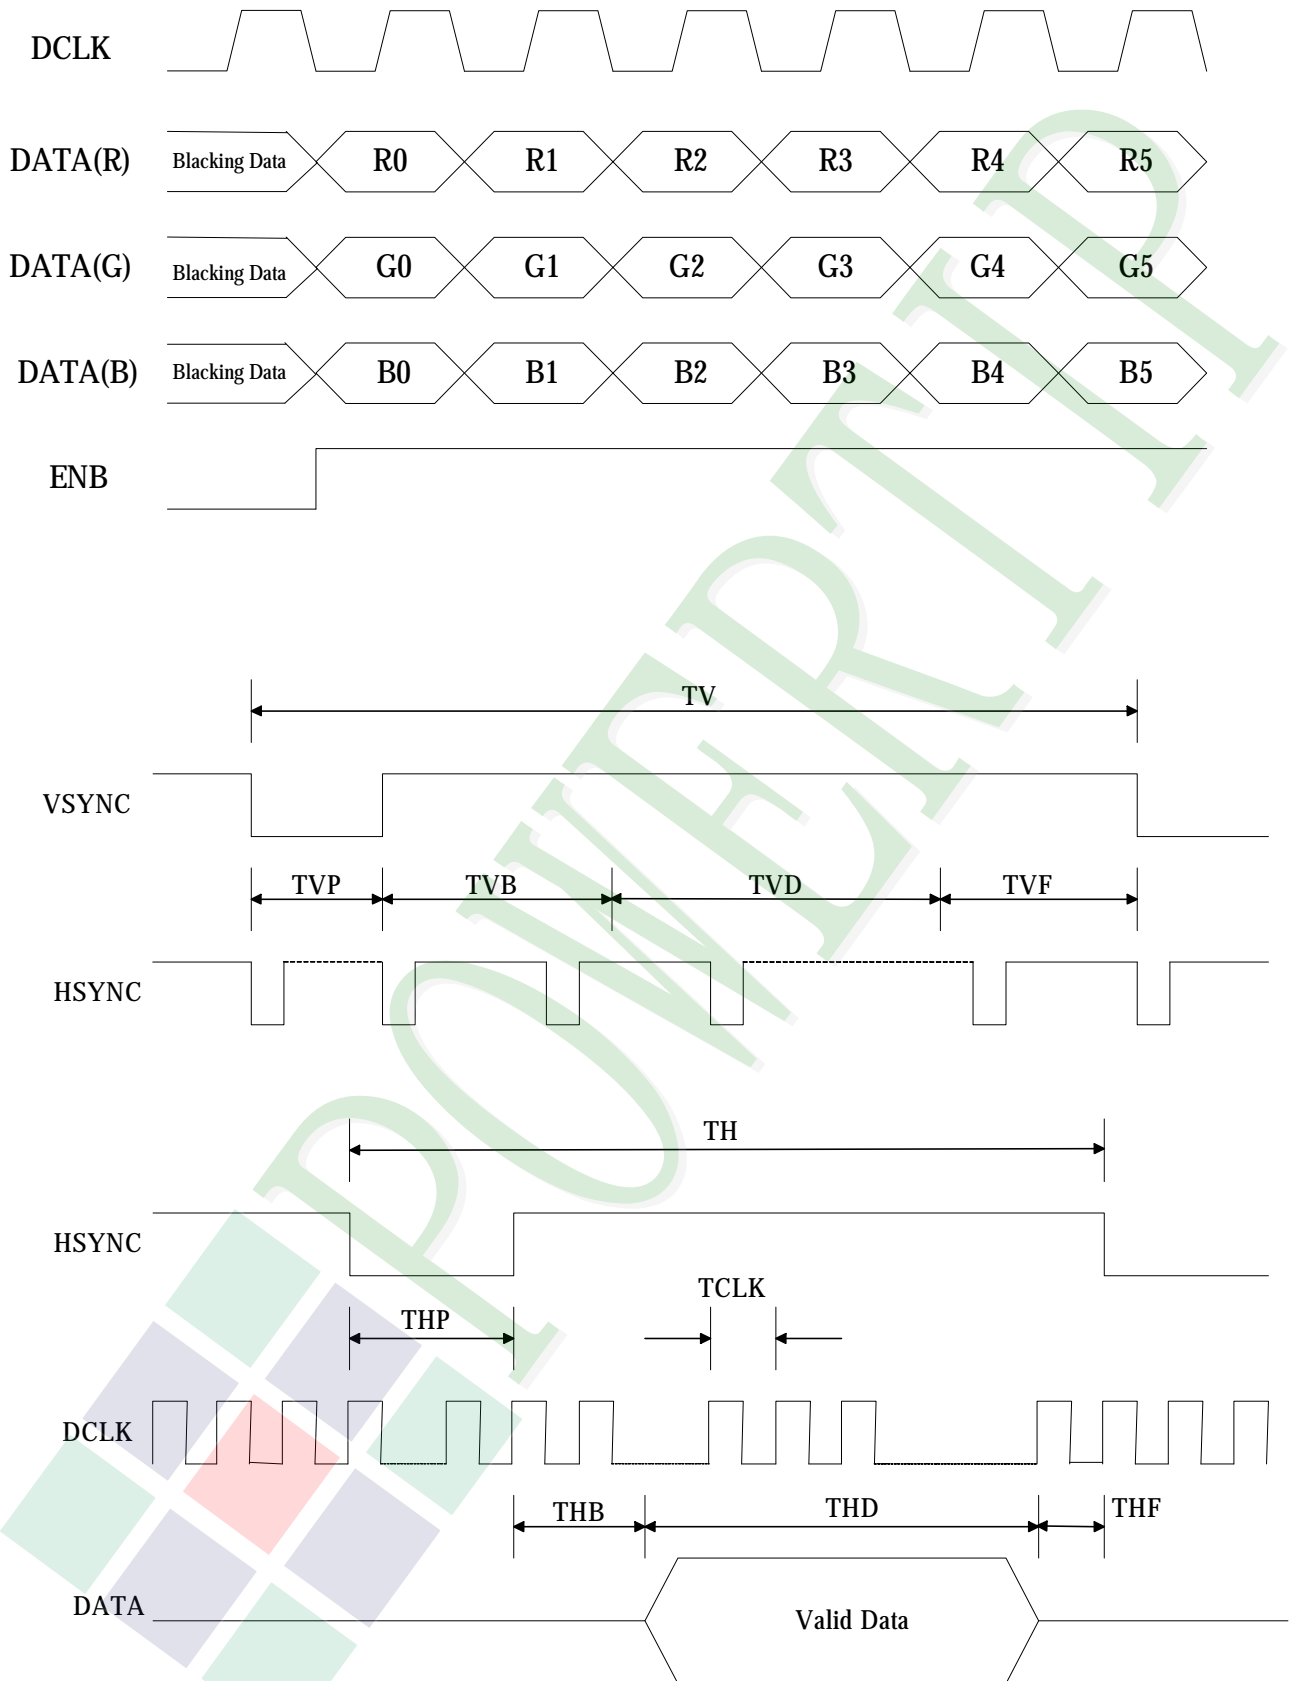 DCLK
DATA(R) Blacking Data R0 R1 R2 R3 R4 R5
DATA(G) Blacking Data G0 G1 G2 G3 G4 G5
DATA(B) Blacking Data B0 B1 B2 B3 B4 B5
ENB
TV
VSYNC
TVP TVB TVD TVF
HSYNC
TH
HSYNC
TCLK
THP
DCLK
THB THD THF
DATA Valid Data
POWERTIP